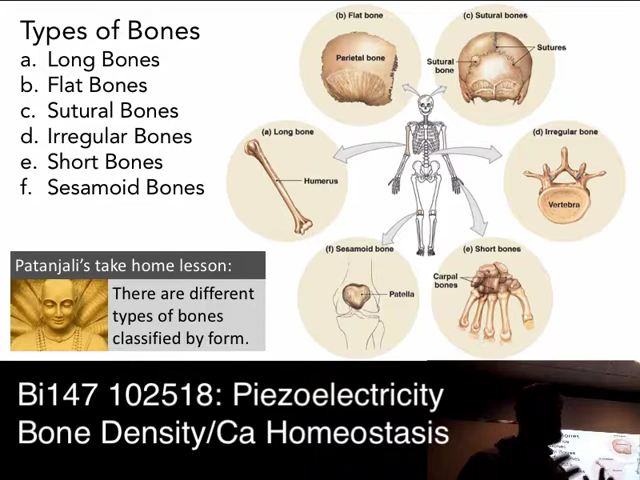 Types of Bones
a. Long Bones
b. Flat Bones
c. Sutural Bones
d. Irregular Bones
e. Short Bones
f. Sesamoid Bones
(b) Flat bone
Parietal bone
(c) Sutural bones
Sutures
Sutural
bone
(a) Long bone
Humerus
(d) Irregular bone
Vertebra
(f) Sesamoid bone
Patella
(e) Short bones
Carpal
bones
Patanjali's take home lesson:
There are different
types of bones
classified by form.
Bi147 102518: Piezoelectricity
Bone Density/Ca Homeostasis